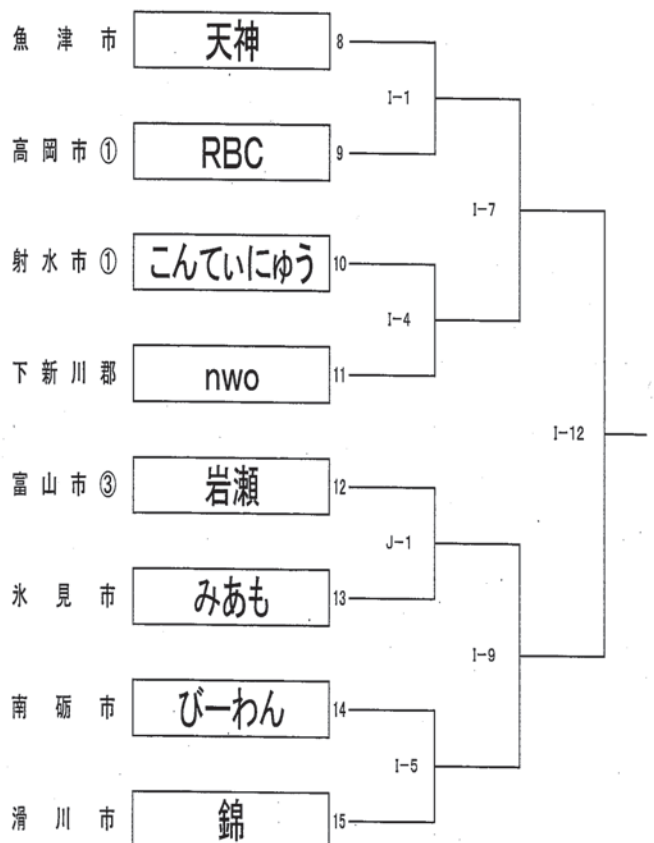 魚津市 天神 8
I-1
高岡市① RBC 9
I-7
射水市① こんてぃにゅう 10
I-4
下新川郡 nwo 11
I-12
富山市③ 岩瀬 12
J-1
氷見市 みあも 13
I-9
南砺市 びーわん 14
I-5
滑川市 錦 15